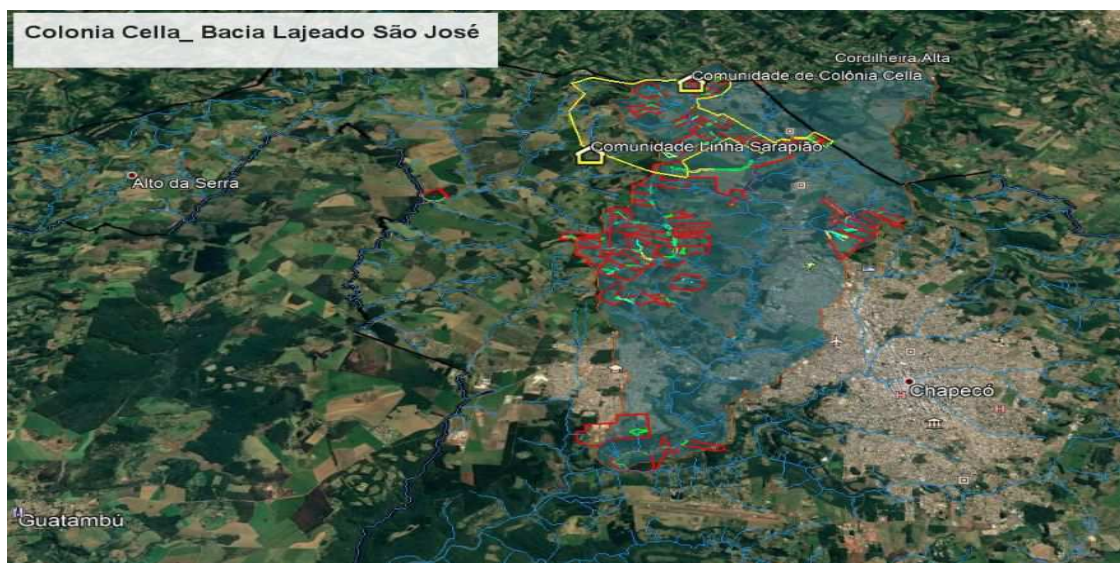 Colonia Cella_ Bacia Lajeado São José
Cordilheira Alta
Comunidade de Colônia Cella
Comunidade Linha Sarapião
Alto da Serra
Chapecó
Guatambú